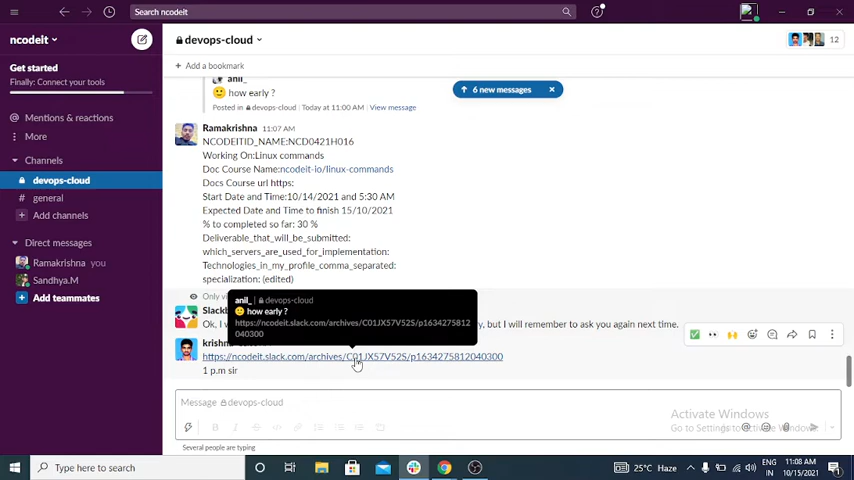 Search ncodeit
ncodeit
devops-cloud
12
Get started
Finally: Connect your tools
+ Add a bookmark
Mentions & reactions
More
Channels
devops-cloud
# general
+ Add channels
Direct messages
Ramakrishna you
Sandhya.M
Add teammates
anil_
how early ?
Posted in devops-cloud | Today at 11:00 AM | View message
6 new messages
Ramakrishna 11:07 AM
NCODEITID_NAME:NCD0421H016
Working On:Linux commands
Doc Course Name:ncodeit-io/linux-commands
Docs Course url https:
Start Date and Time:10/14/2021 and 5:30 AM
Expected Date and Time to finish 15/10/2021
% to completed so far: 30 %
Deliverable_that_will_be_submitted:
which_servers_are_used_for_implementation:
Technologies_in_my_profile_comma_separated:
specialization: (edited)
Only vi
anil_ | devops-cloud
how early ?
https://ncodeit.slack.com/archives/C01JX57V52S/p1634275812
040300
Slackb
Ok, I w
y, but I will remember to ask you again next time.
krishn
https://ncodeit.slack.com/archives/C01JX57V52S/p1634275812040300
1 p.m sir
Message devops-cloud
Activate Windows
Go to Settings to activate Windows
Several people are typing
Type here to search
25°C Haze
ENG
IN
11:08 AM
10/15/2021
1